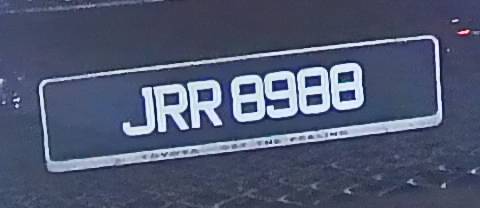 JRR 8988
TOYOTA GET THE FEELING